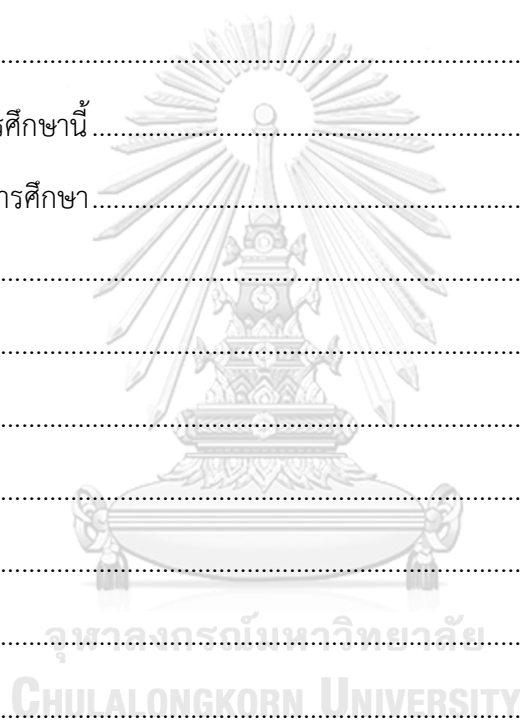 ................................................................
รศึกษานี้................................................................
ารศึกษา................................................................
................................................................
................................................................
................................................................
................................................................
................................................................
................................................................
จุฬาลงกรณ์มหาวิทยาลัย
................................................................
CHULALONGKORN UNIVERSITY